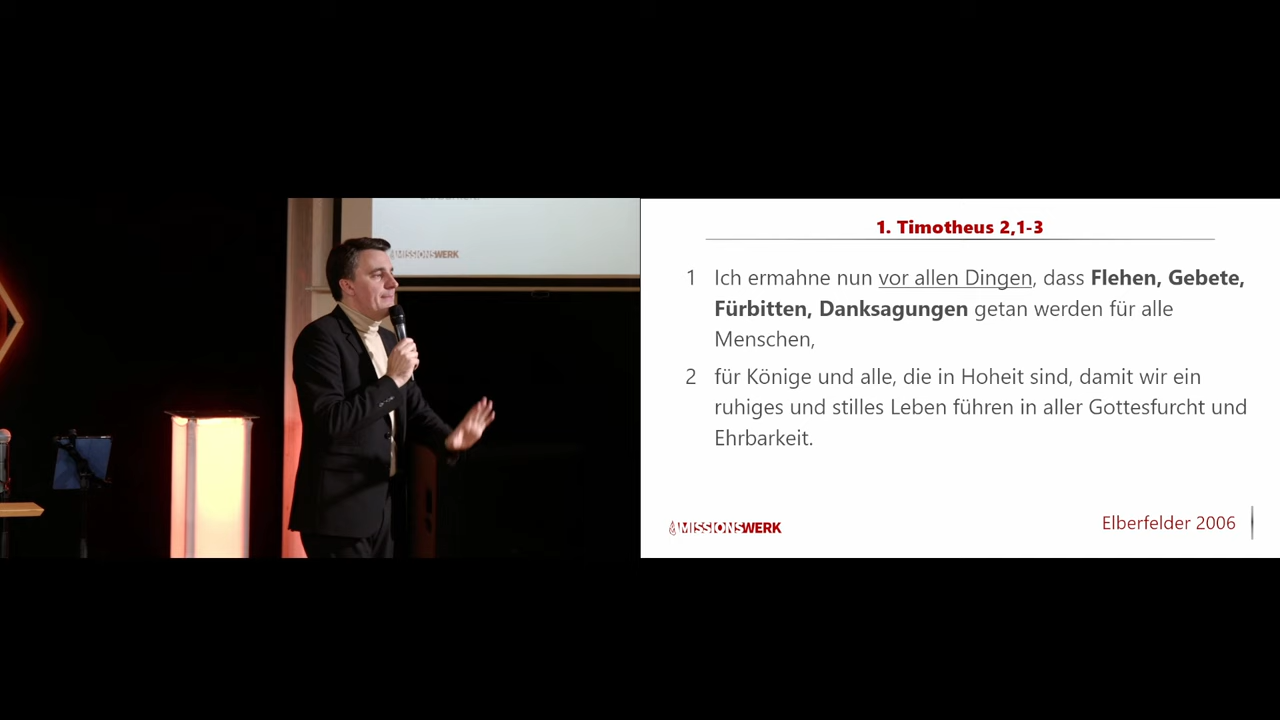 MISSIONSWERK
1. Timotheus 2,1-3
1 Ich ermahne nun vor allen Dingen, dass Flehen, Gebete,
Fürbitten, Danksagungen getan werden für alle
Menschen,
2 für Könige und alle, die in Hoheit sind, damit wir ein
ruhiges und stilles Leben führen in aller Gottesfurcht und
Ehrbarkeit.
MISSIONSWERK
Elberfelder 2006